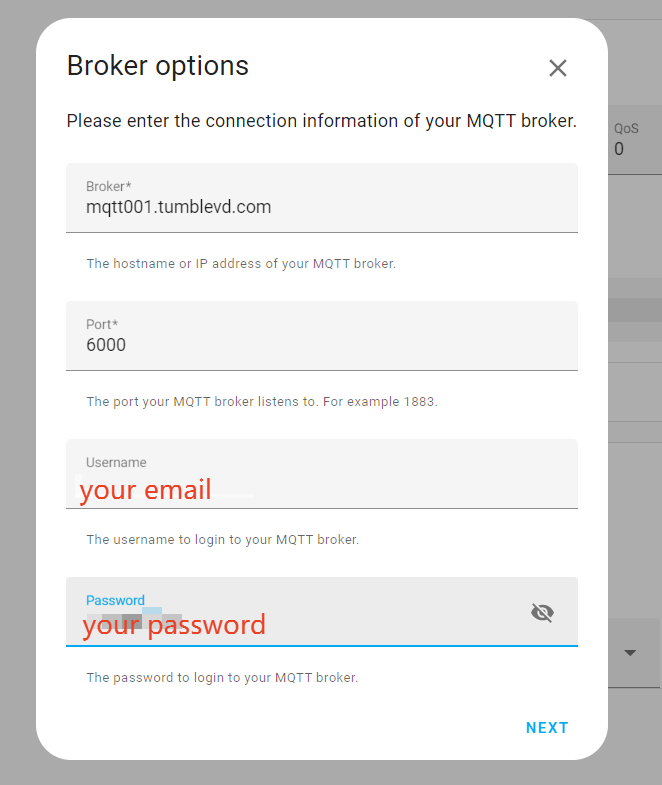 Broker options
Please enter the connection information of your MQTT broker.
QoS
0
Broker*
mqtt001.tumblevd.com
The hostname or IP address of your MQTT broker.
Port*
6000
The port your MQTT broker listens to. For example 1883.
Username
your email
The username to login to your MQTT broker.
Password
your password
The password to login to your MQTT broker.
NEXT